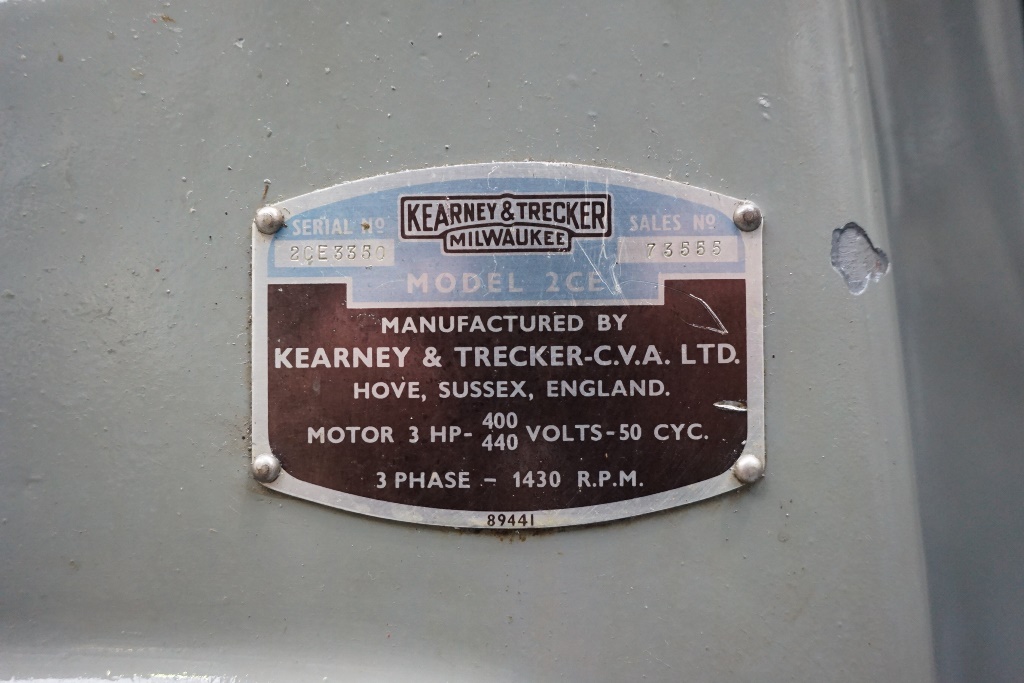 SERIAL Nº
2CE3350
KEARNEY & TRECKER
MILWAUKEE
SALES Nº
73555
MODEL 2CE
MANUFACTURED BY
KEARNEY & TRECKER-C.V.A. LTD.
HOVE, SUSSEX, ENGLAND.
MOTOR 3 HP- 400 440 VOLTS-50 CYC.
3 PHASE - 1430 R.P.M.
89441